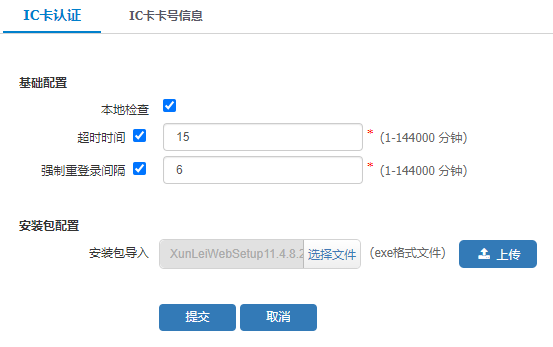 IC卡认证 IC卡卡号信息
基础配置
本地检查
超时时间 15 * (1-144000 分钟)
强制重登录间隔 6 * (1-144000 分钟)
安装包配置
安装包导入 XunLeiWebSetup11.4.8.2 选择文件 (exe格式文件) 上传
提交 取消